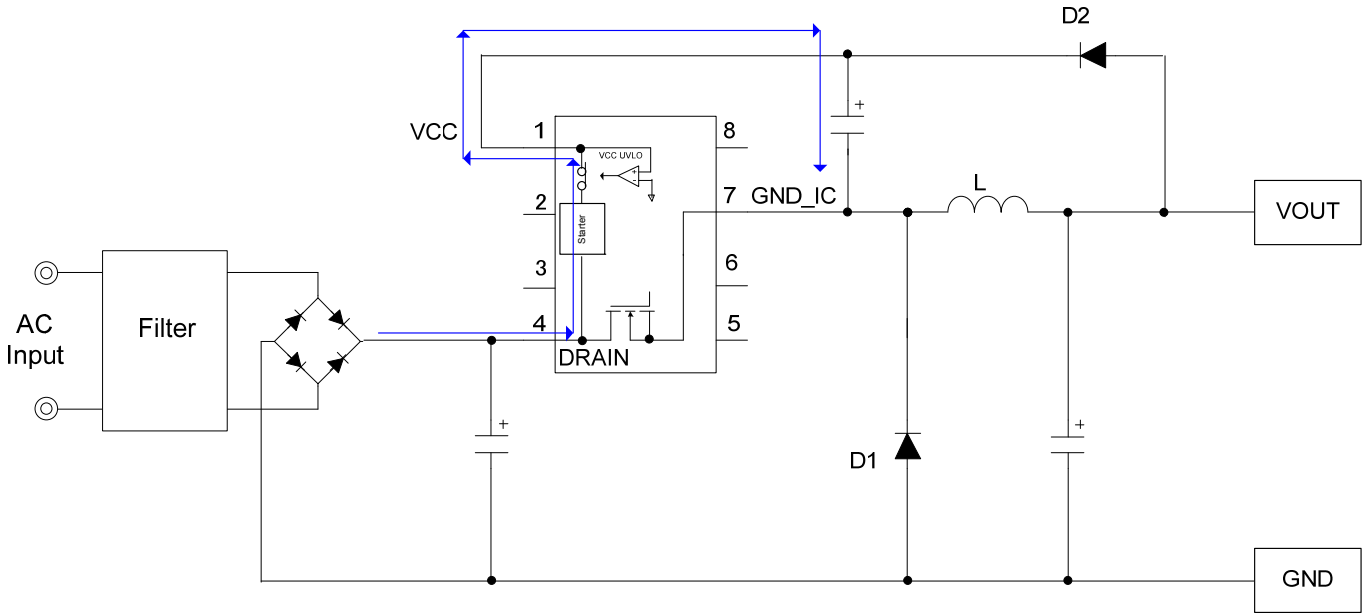 D2
VCC
1
8
VCC UVLO
+
-
+
2
7
GND_IC
L
VOUT
Starter
3
6
AC
Input
Filter
4
5
DRAIN
+
+
D1
GND